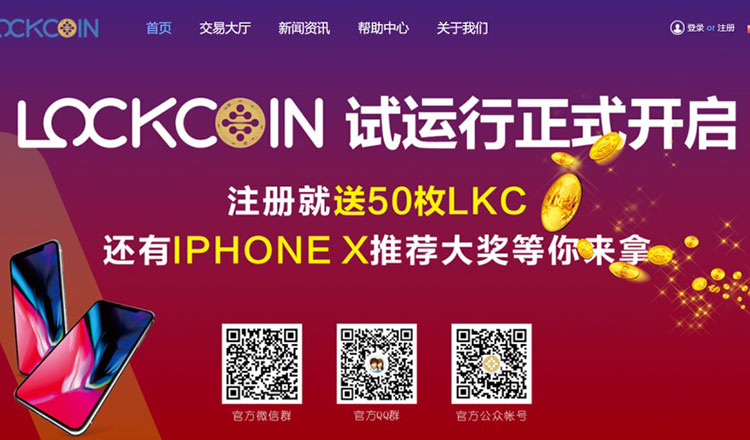 LOCKCOIN 首页 交易大厅 新闻资讯 帮助中心 关于我们 登录 or 注册
LOCKCOIN 试运行正式开启
注册就送50枚LKC
还有IPHONE X推荐大奖等你来拿
官方微信群 官方QQ群 官方公众帐号